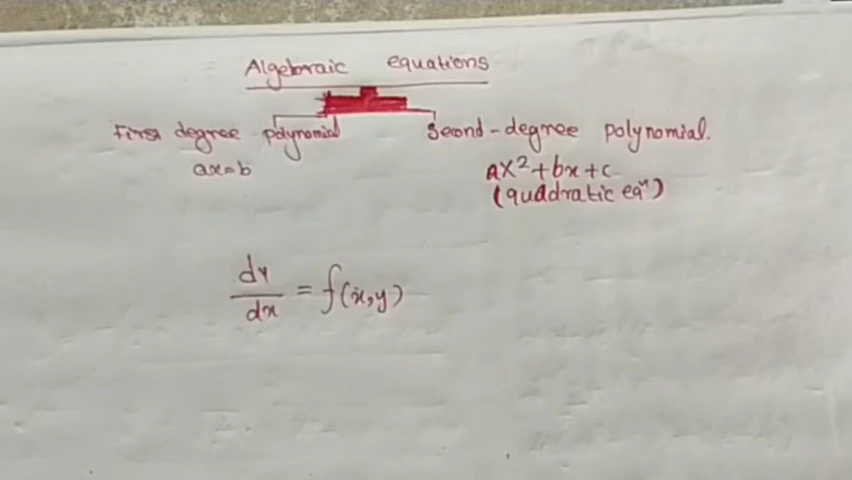 Algebraic equations
First degree polynomial
ax=b
Second-degree polynomial.
ax²+bx+c
(quadratic eqⁿ)
dy/dx = f(x,y)